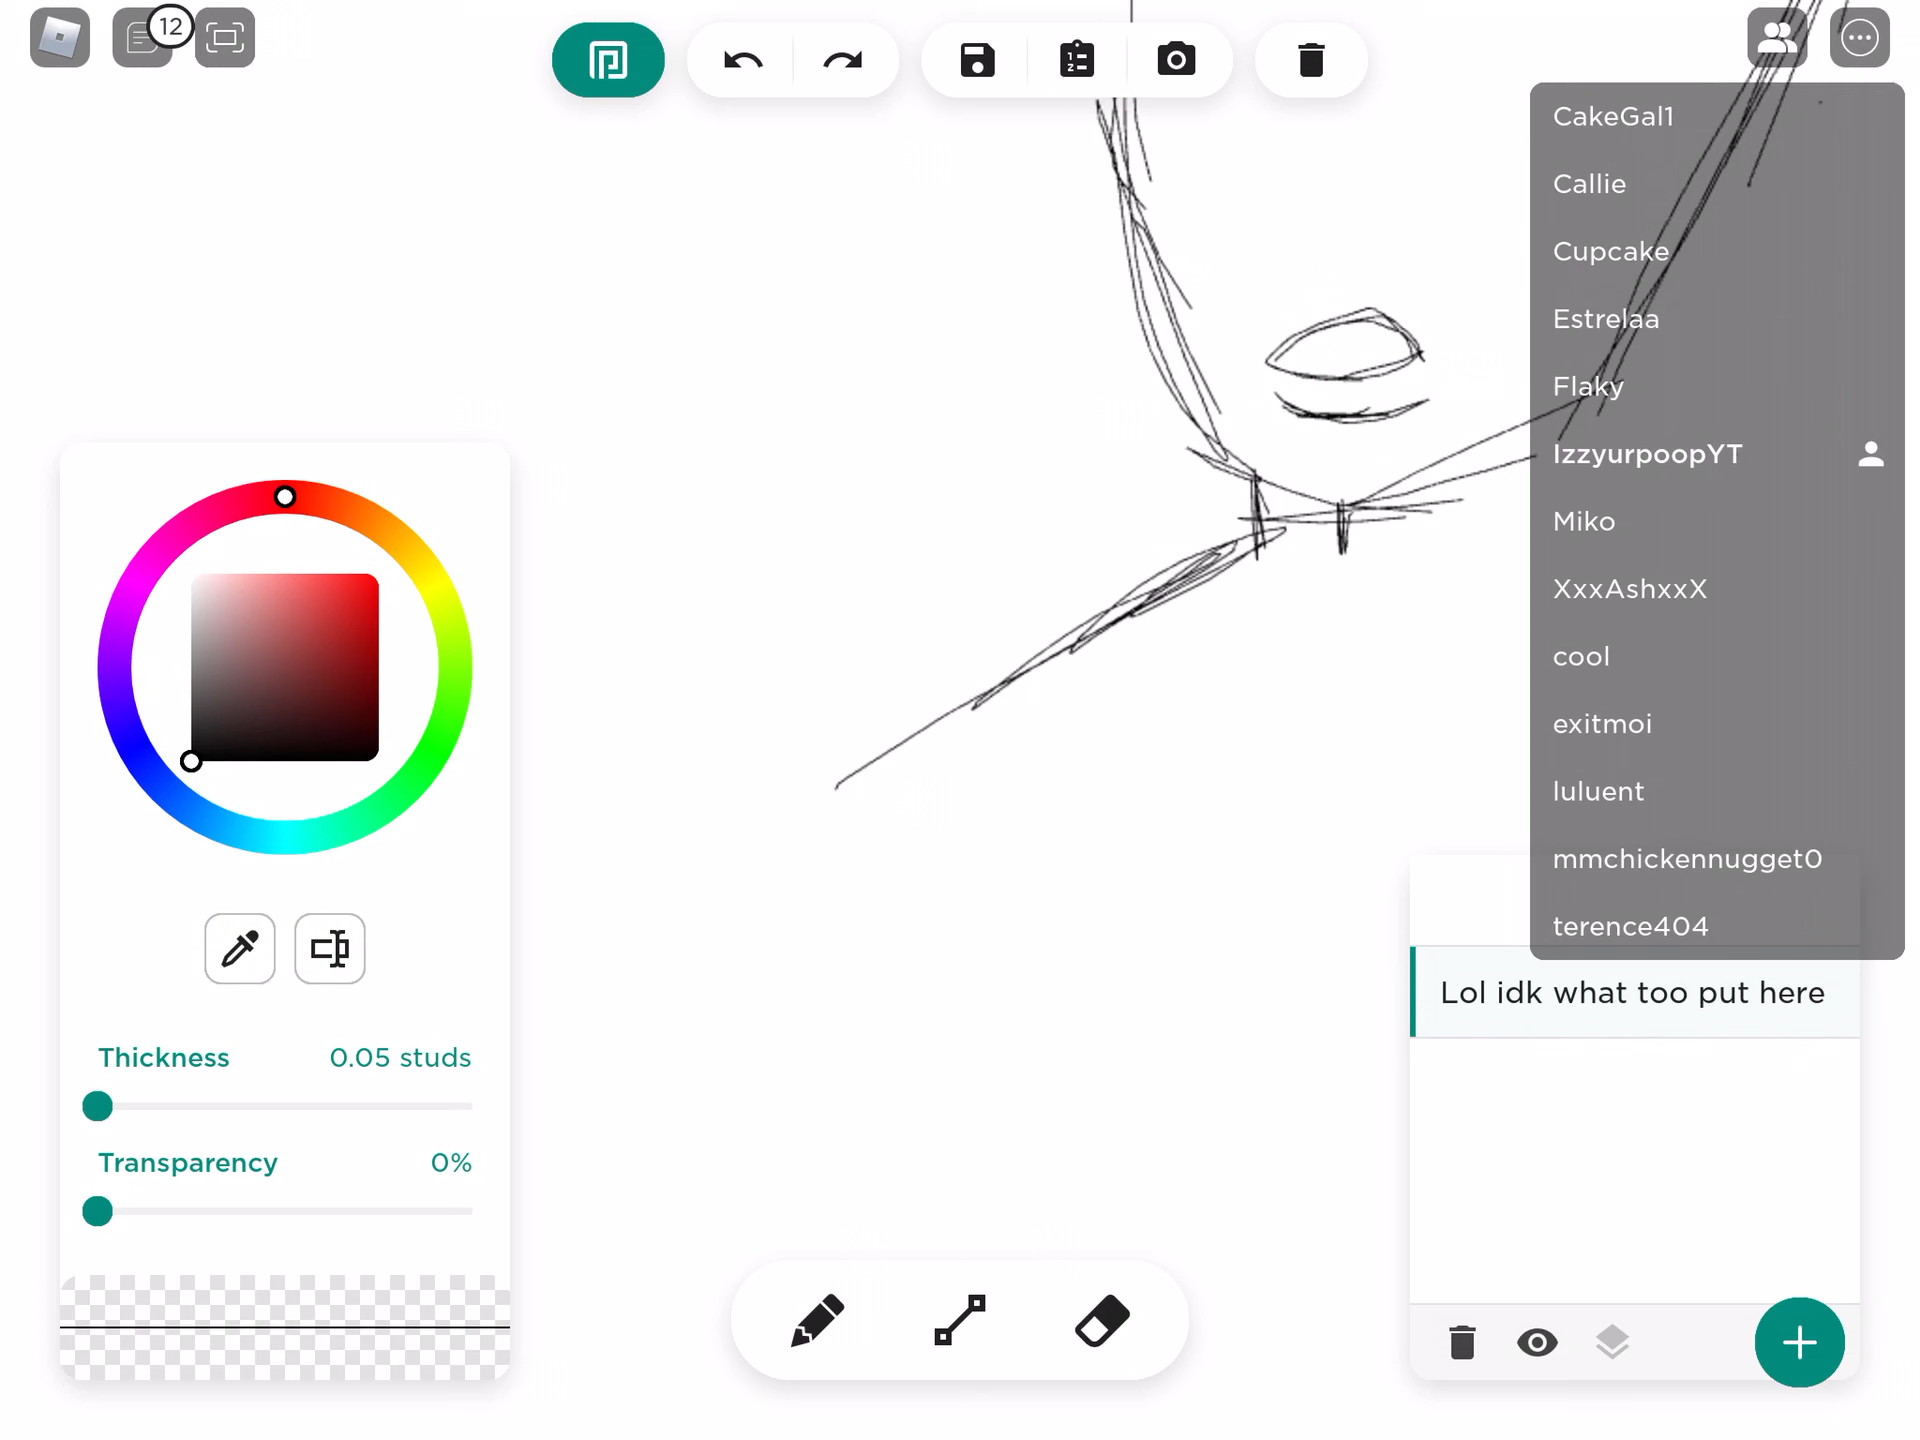 12
CakeGal1
Callie
Cupcake
Estrelaa
Flaky
IzzyurpoopYT
Miko
XxxAshxxX
cool
exitmoi
luluent
mmchickennugget0
terence404
Thickness 0.05 studs
Transparency 0%
Lol idk what too put here